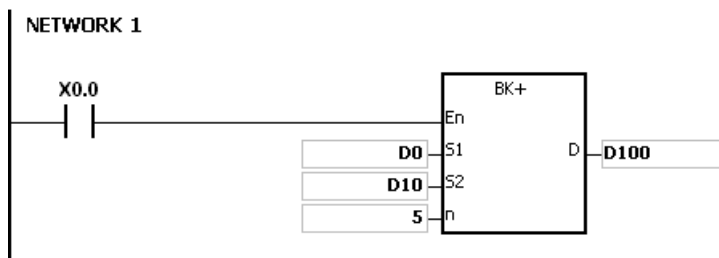 NETWORK 1
X0.0
BK+
En
D0 S1 D D100
D10 S2
5 n